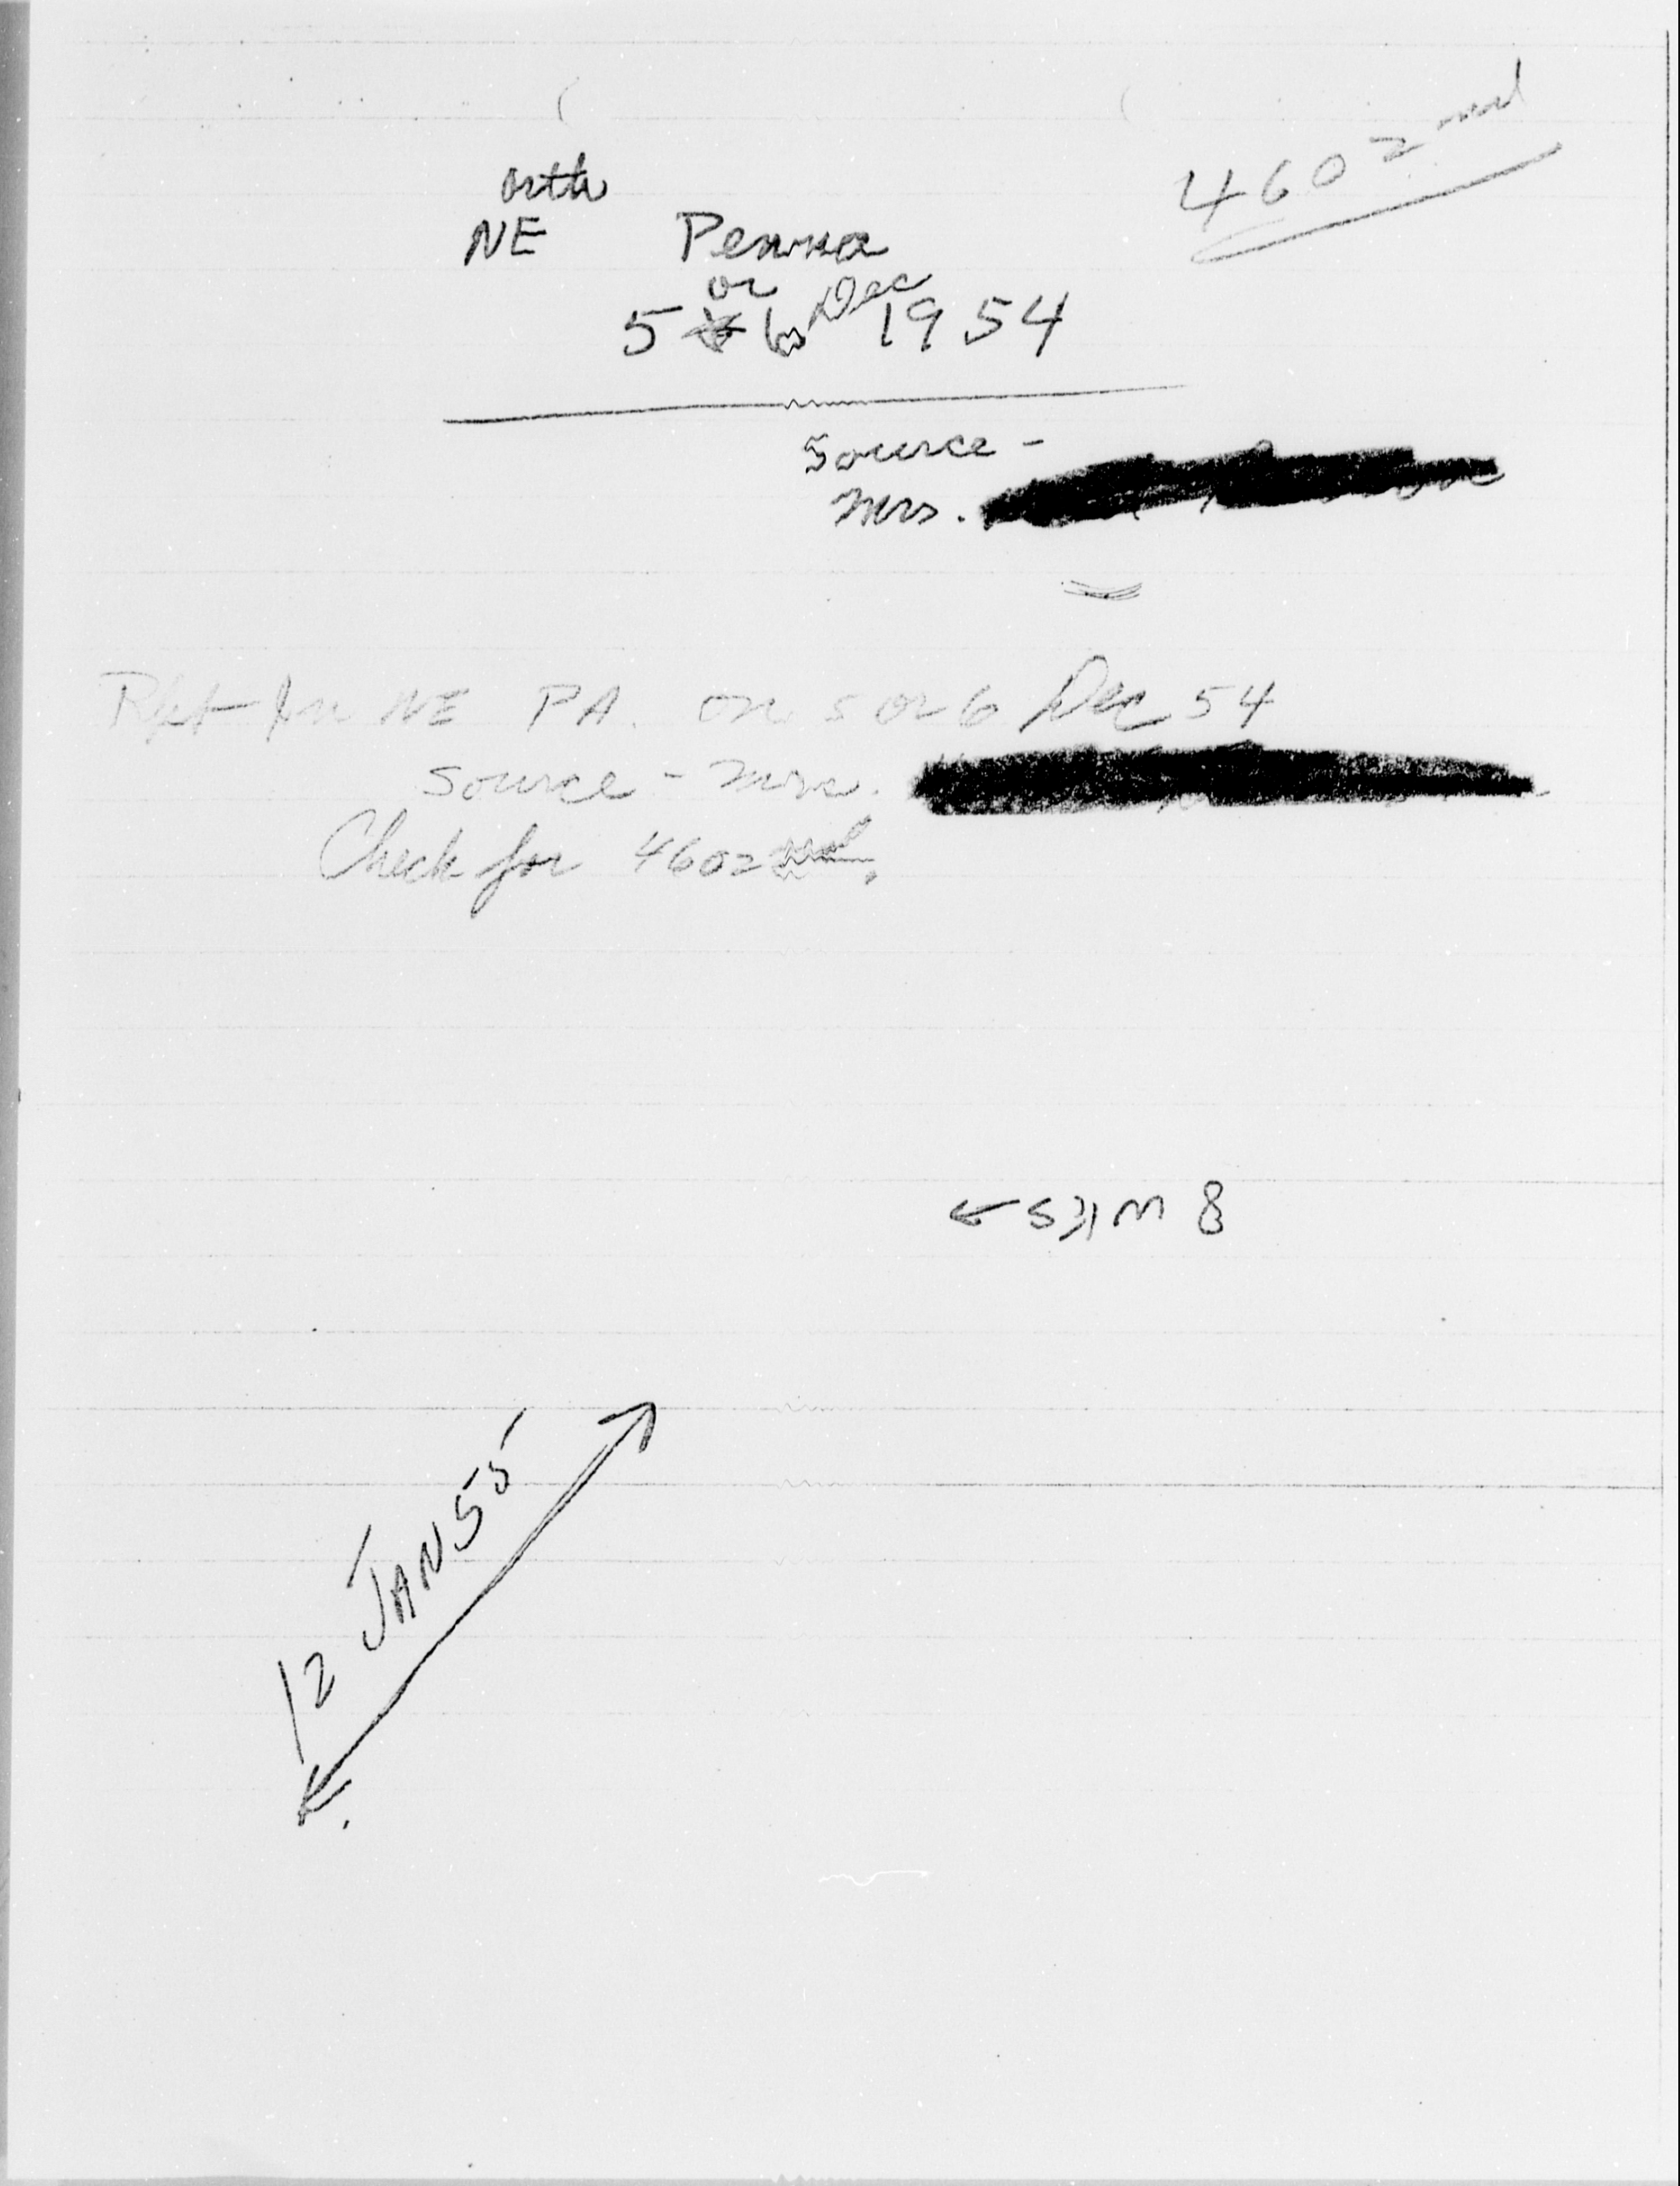 4602nd
orth
NE Penna
or Dec
5 6 1954
Source -
Mrs.
Rpt fm NE PA. on 5 or 6 Dec 54
Source - Mrs.
Check for 4602nd.
8 WKS
12 JAN 55